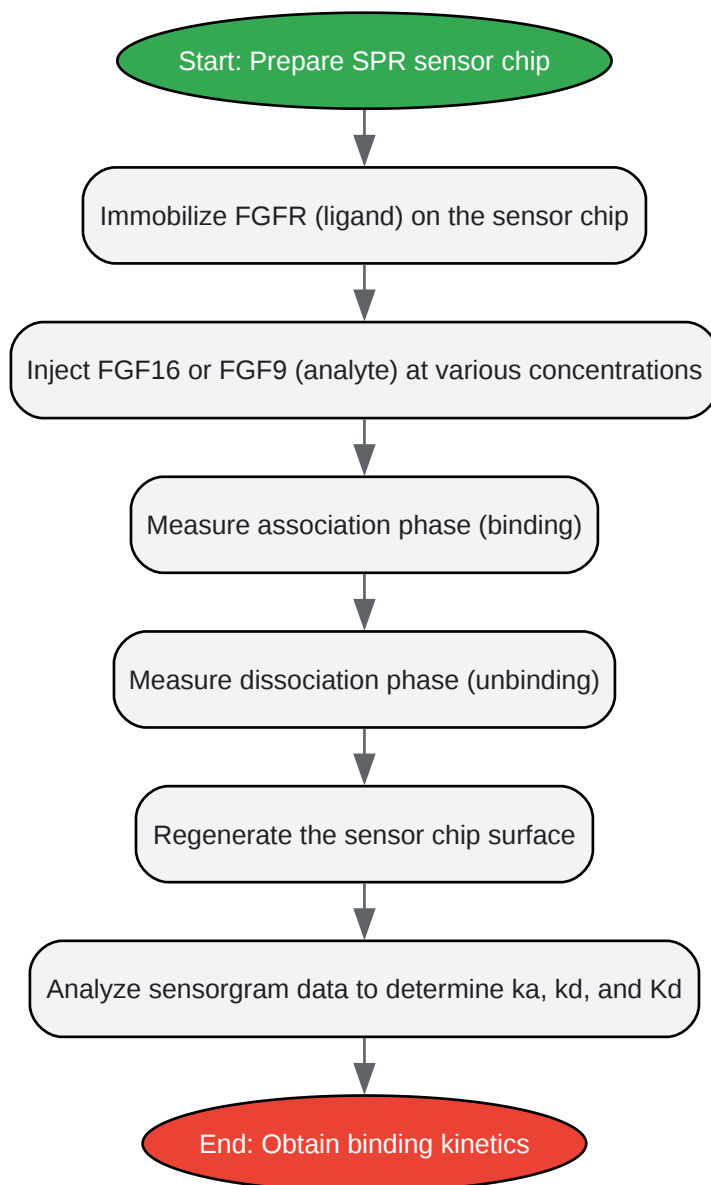 Start: Prepare SPR sensor chip
Immobilize FGFR (ligand) on the sensor chip
Inject FGF16 or FGF9 (analyte) at various concentrations
Measure association phase (binding)
Measure dissociation phase (unbinding)
Regenerate the sensor chip surface
Analyze sensorgram data to determine ka, kd, and Kd
End: Obtain binding kinetics